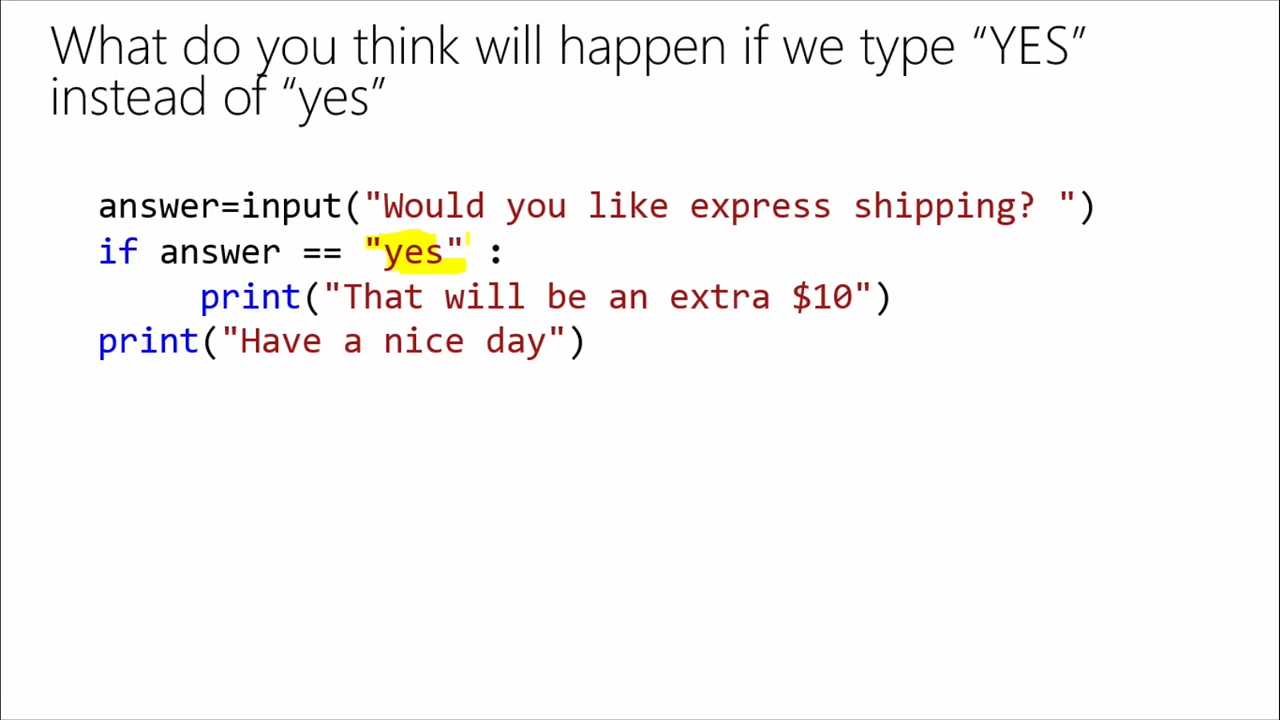 What do you think will happen if we type “YES”
instead of “yes”
answer=input("Would you like express shipping? ")
if answer == "yes" :
     print("That will be an extra $10")
print("Have a nice day")